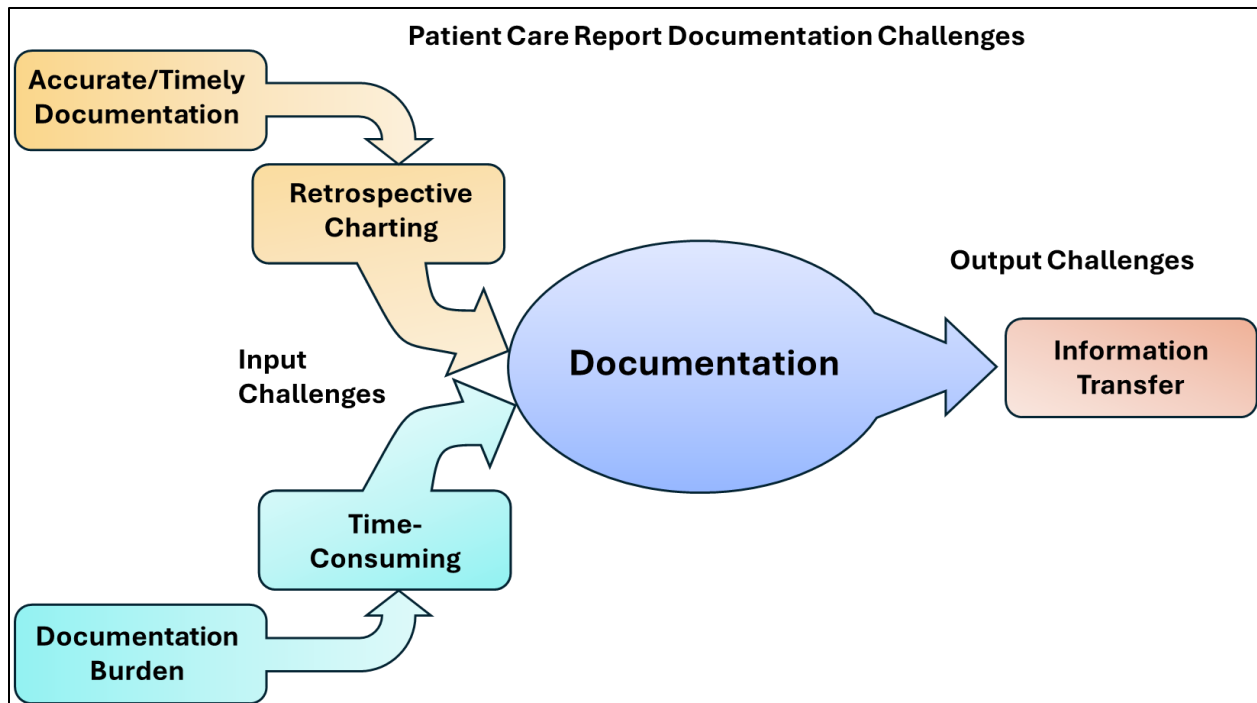 Patient Care Report Documentation Challenges
Accurate/Timely
Documentation
Retrospective
Charting
Output Challenges
Input
Challenges
Documentation
Information
Transfer
Time-
Consuming
Documentation
Burden